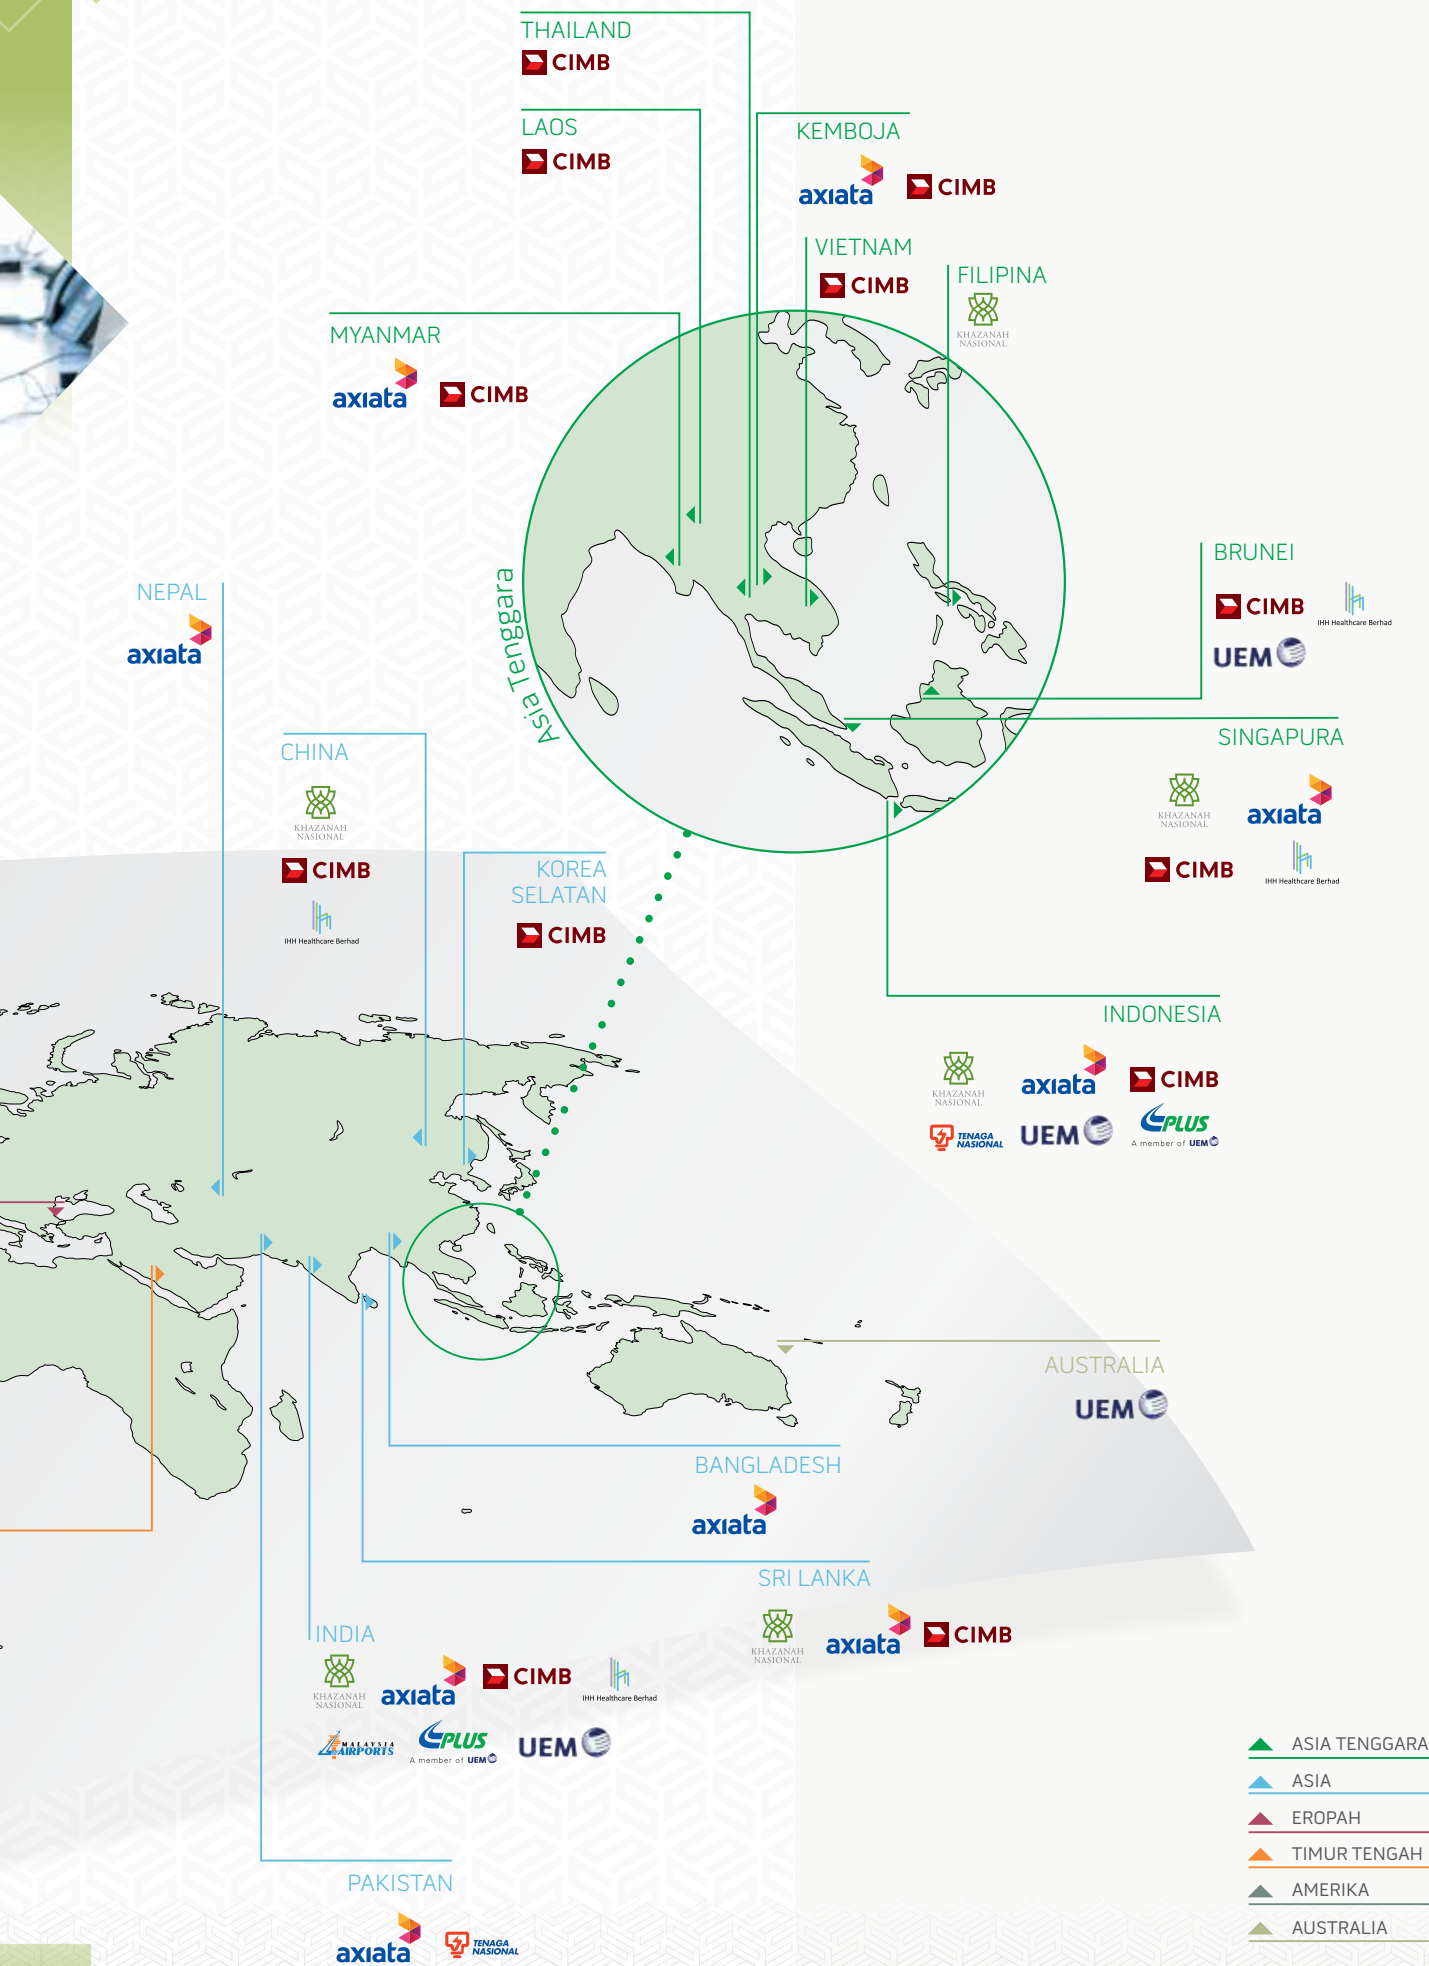 THAILAND
CIMB
LAOS
CIMB
KEMBOJA
axiata CIMB
VIETNAM
CIMB
FILIPINA
KHAZANAH
NASIONAL
MYANMAR
axiata CIMB
Asia Tenggara
BRUNEI
CIMB
IHH Healthcare Berhad
UEM
NEPAL
axiata
SINGAPURA
KHAZANAH
NASIONAL
axiata
CIMB
IHH Healthcare Berhad
CHINA
KHAZANAH
NASIONAL
CIMB
IHH Healthcare Berhad
KOREA
SELATAN
CIMB
INDONESIA
KHAZANAH
NASIONAL
axiata
CIMB
TENAGA
NASIONAL
UEM
PLUS
A member of UEM
AUSTRALIA
UEM
BANGLADESH
axiata
SRI LANKA
KHAZANAH
NASIONAL
axiata
CIMB
INDIA
KHAZANAH
NASIONAL
axiata
CIMB
IHH Healthcare Berhad
MALAYSIA
AIRPORTS
PLUS
A member of UEM
UEM
PAKISTAN
axiata
TENAGA
NASIONAL
ASIA TENGGARA
ASIA
EROPAH
TIMUR TENGAH
AMERIKA
AUSTRALIA